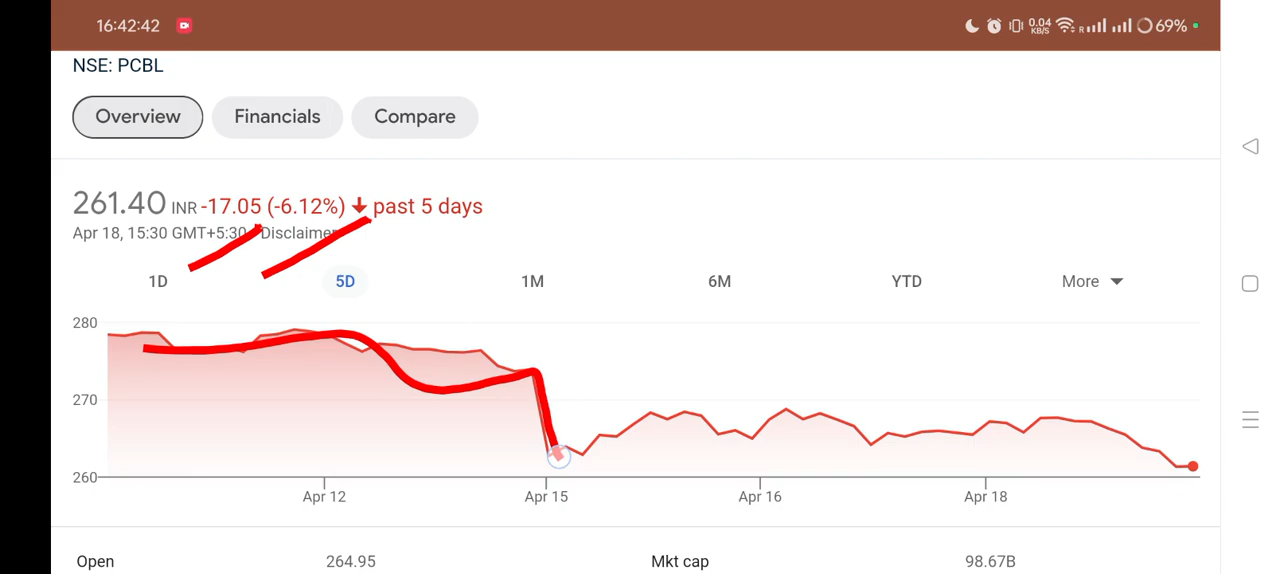 16:42:42 0.04 KB/S R 69%
NSE: PCBL
Overview Financials Compare
261.40 INR -17.05 (-6.12%) past 5 days
Apr 18, 15:30 GMT+5:30 · Disclaimer
1D 5D 1M 6M YTD More
280
270
260
Apr 12 Apr 15 Apr 16 Apr 18
Open 264.95 Mkt cap 98.67B